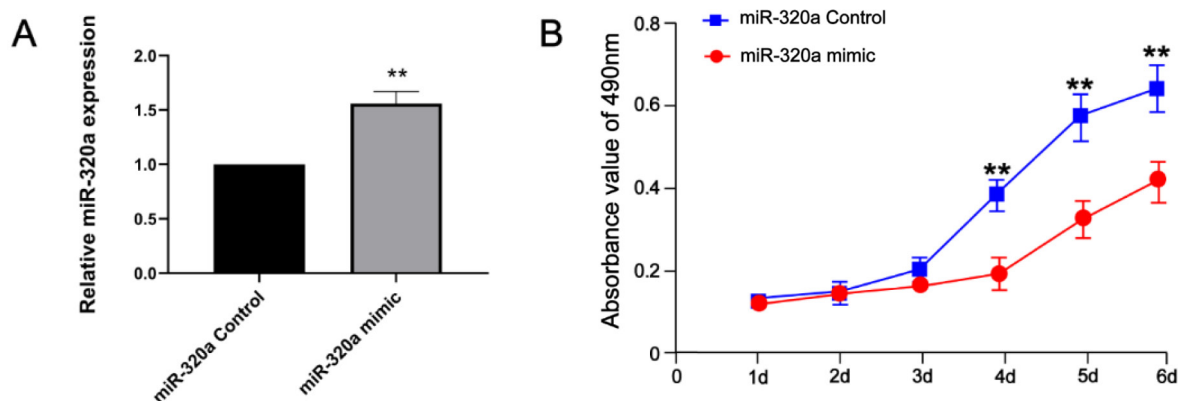 A
Relative miR-320a expression
2.0
1.5
1.0
0.5
0.0
**
miR-320a Control
miR-320a mimic
B
miR-320a Control
miR-320a mimic
Absorbance value of 490nm
0.8
0.6
0.4
0.2
0
**
**
**
0
1d
2d
3d
4d
5d
6d